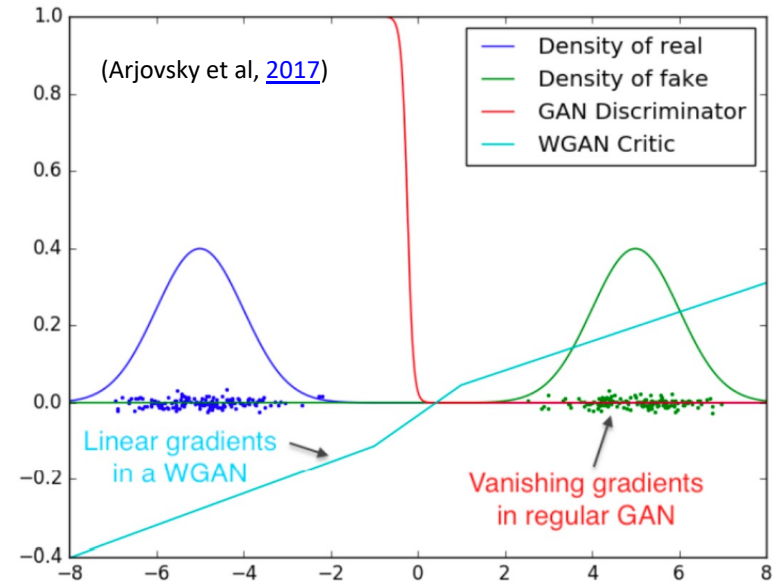 (Arjovsky et al, 2017)
Density of real
Density of fake
GAN Discriminator
WGAN Critic
1.0
0.8
0.6
0.4
0.2
0.0
−0.2
−0.4
Linear gradients
in a WGAN
Vanishing gradients
in regular GAN
−8 −6 −4 −2 0 2 4 6 8